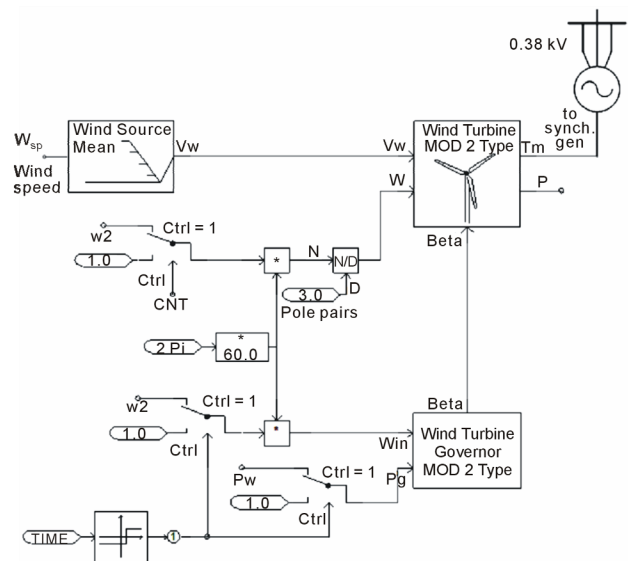 0.38 kV
Wind Source
Mean
Wsp
Wind
speed
Vw
Vw
W
Wind Turbine
MOD 2 Type
Tm
to
synch.
gen
P
Beta
w2
Ctrl = 1
1.0
Ctrl
CNT
*
N
N/D
D
3.0
Pole pairs
2 Pi
*
60.0
w2
Ctrl = 1
1.0
Ctrl
*
Win
Beta
Wind Turbine
Governor
MOD 2 Type
Pw
Ctrl = 1
1.0
Ctrl
Pg
TIME
1